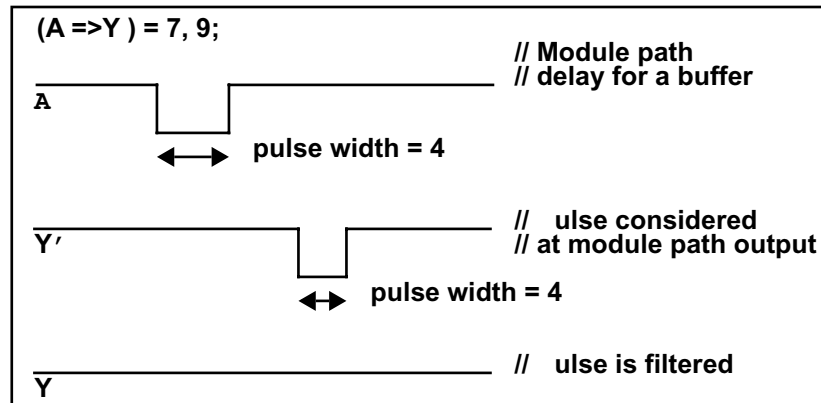 (A =>Y ) = 7, 9;
// Module path
// delay for a buffer
A
pulse width = 4
Y′
// ulse considered
// at module path output
pulse width = 4
Y
// ulse is filtered